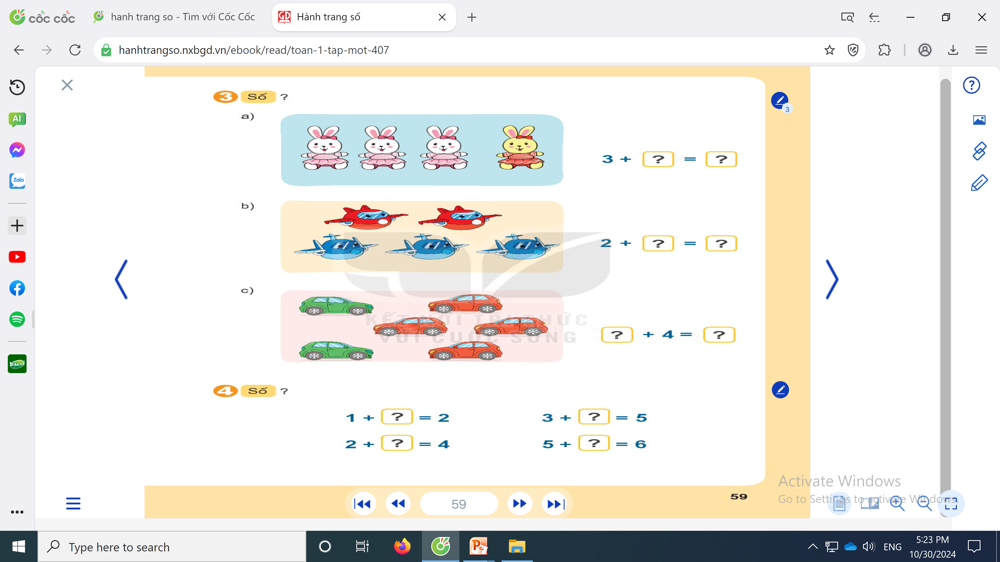 cốc cốc
hanh trang so - Tìm với Cốc Cốc
Hành trang số
hanhtrangso.nxbgd.vn/ebook/read/toan-1-tap-mot-407
AI
Zalo
YoMost
3 Số ?
3
a)
3 + ? = ?
b)
2 + ? = ?
c)
? + 4 = ?
KẾT NỐI TRI THỨC
VỚI CUỘC SỐNG
4 Số ?
1 + ? = 2
3 + ? = 5
2 + ? = 4
5 + ? = 6
59
59
Activate Windows
Go to Settings to activate Windows.
Type here to search
ENG
5:23 PM
10/30/2024